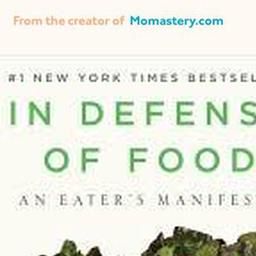 From the creator of Momastery.com
#1 NEW YORK TIMES BESTSEL
IN DEFENS
OF FOOD
AN EATER'S MANIFES